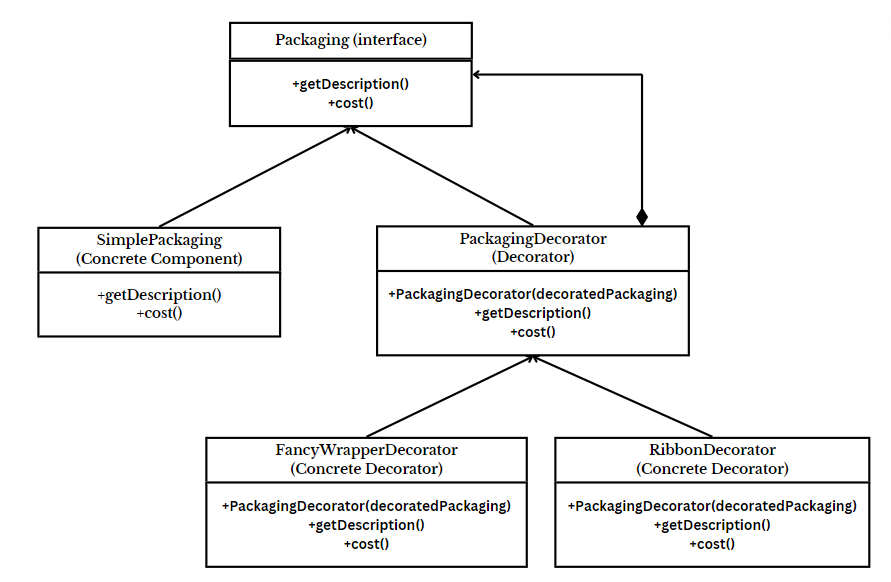 Packaging (interface)
+getDescription()
+cost()
SimplePackaging
(Concrete Component)
+getDescription()
+cost()
PackagingDecorator
(Decorator)
+PackagingDecorator(decoratedPackaging)
+getDescription()
+cost()
FancyWrapperDecorator
(Concrete Decorator)
+PackagingDecorator(decoratedPackaging)
+getDescription()
+cost()
RibbonDecorator
(Concrete Decorator)
+PackagingDecorator(decoratedPackaging)
+getDescription()
+cost()